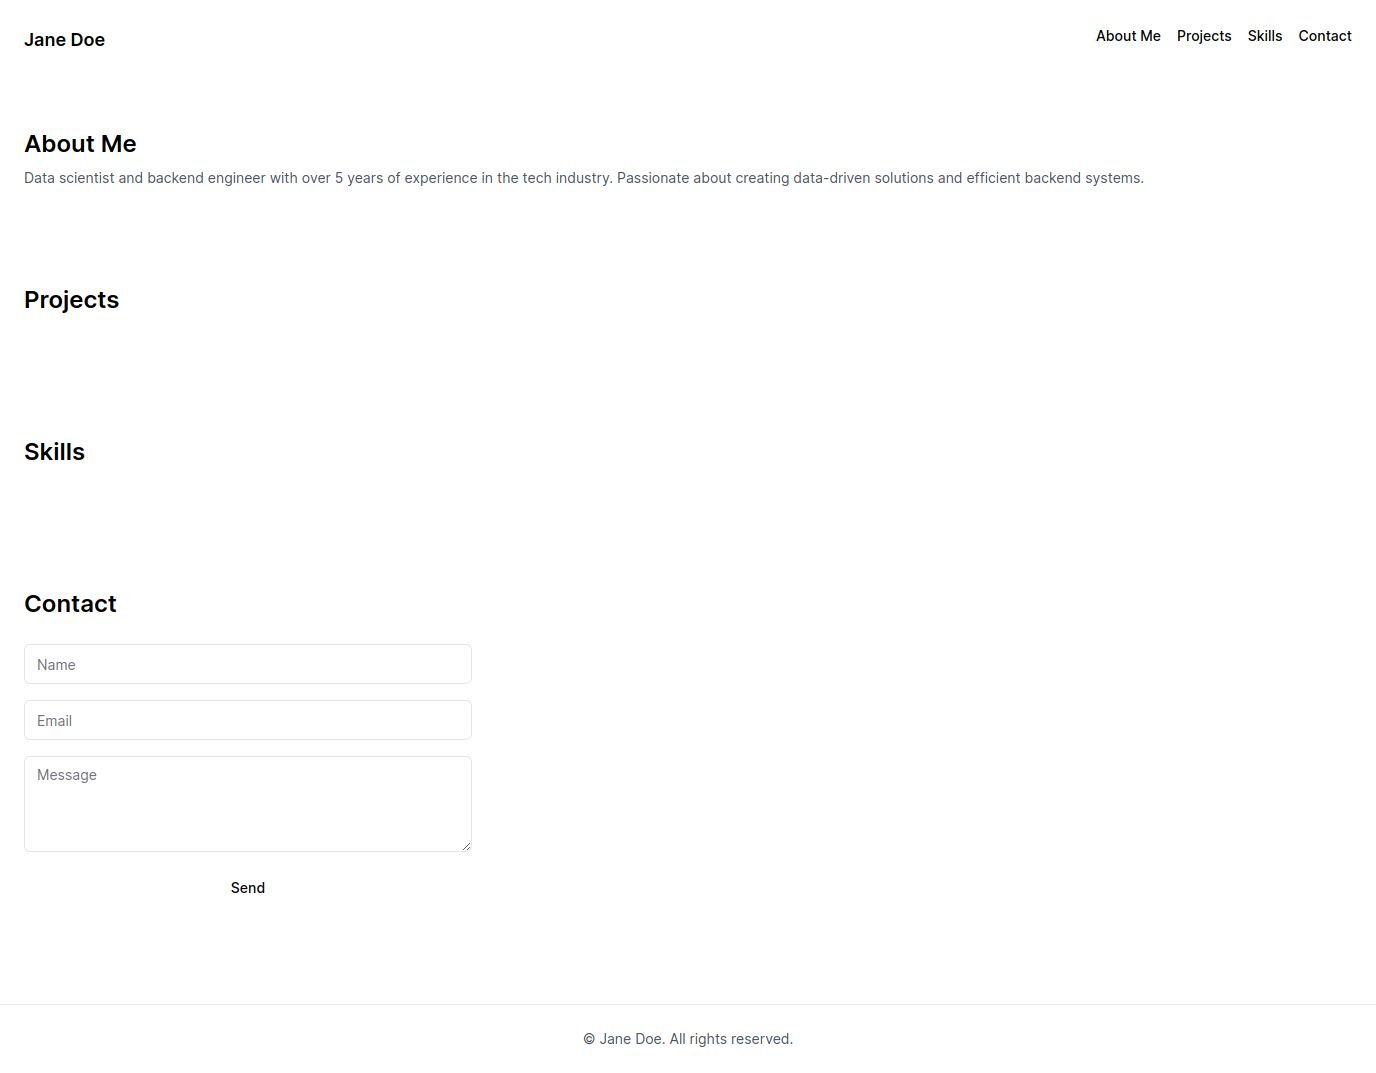 Jane Doe
About Me Projects Skills Contact
About Me
Data scientist and backend engineer with over 5 years of experience in the tech industry. Passionate about creating data-driven solutions and efficient backend systems.
Projects
Skills
Contact
Name
Email
Message
Send
© Jane Doe. All rights reserved.